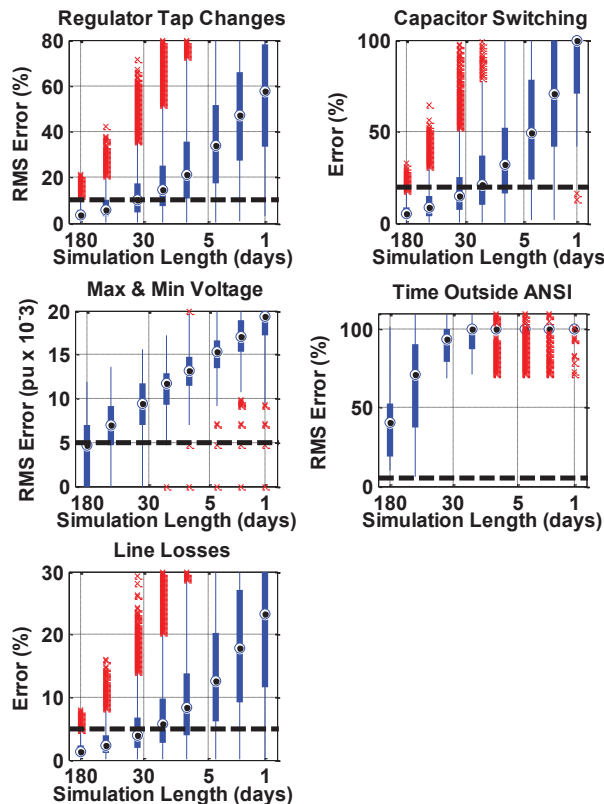 Regulator Tap Changes
RMS Error (%)
80
60
40
20
0
180 30 5 1
Simulation Length (days)
Capacitor Switching
Error (%)
100
50
0
180 30 5 1
Simulation Length (days)
Max & Min Voltage
RMS Error (pu x 10⁻³)
20
15
10
5
0
180 30 5 1
Simulation Length (days)
Time Outside ANSI
RMS Error (%)
100
50
0
180 30 5 1
Simulation Length (days)
Line Losses
Error (%)
30
20
10
0
180 30 5 1
Simulation Length (days)